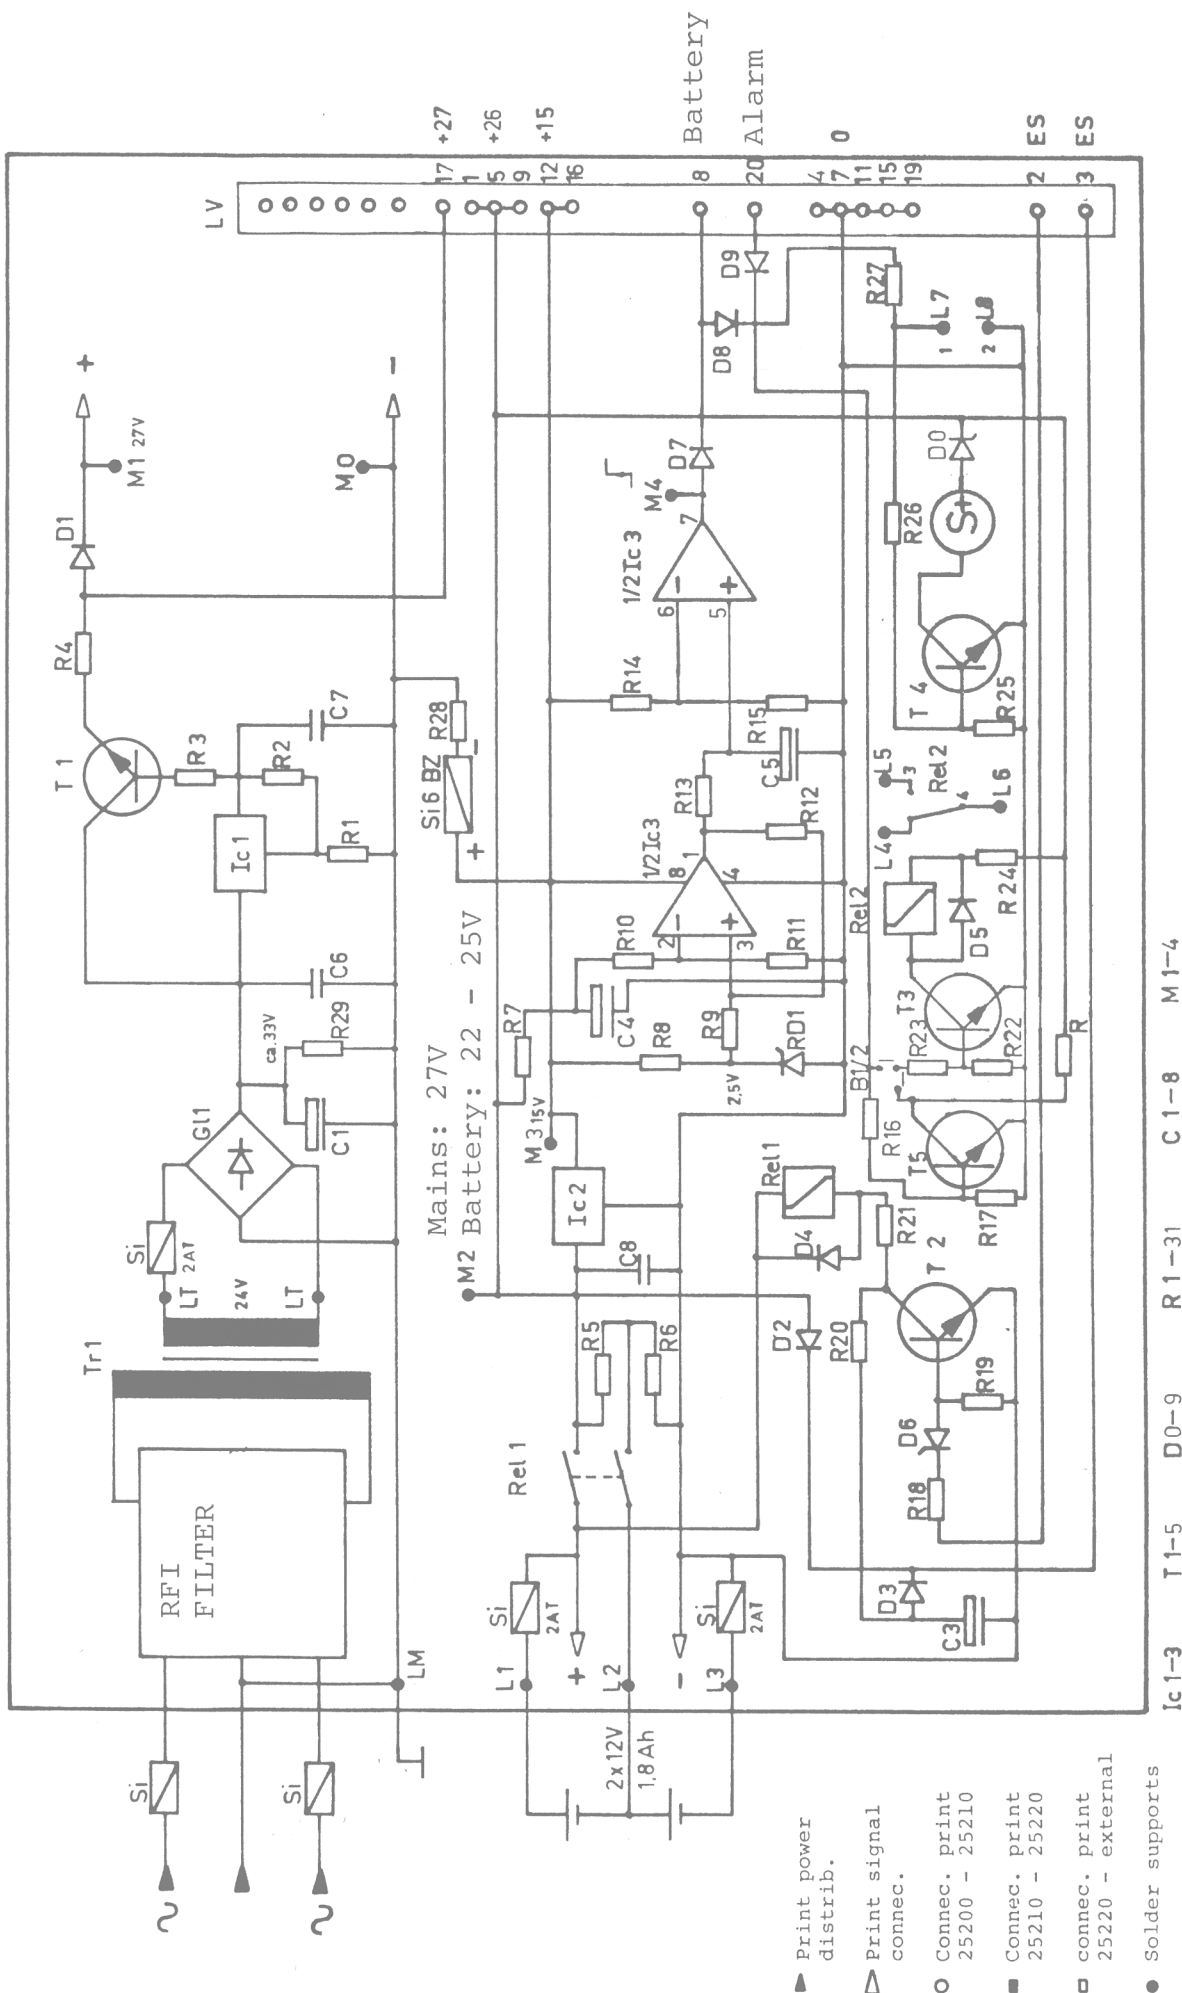 LV
+27
+26
+15
Battery
Alarm
0
ES
ES
17
1
5
9
12
16
8
20
4
7
11
15
19
2
3
+
-
M1 27V
M0
D1
R4
T1
R3
R2
R1
C7
Ic1
C6
R29
ca.33V
C1
Gl1
Si
2AT
LT
24V
LT
Tr1
RFI
FILTER
Si
Si
LM
R28
Si6 BZ
+
-
Mains: 27V
Battery: 22 - 25V
M2
M3 15V
Ic2
C8
R5
R6
Rel1
Si
2AT
L1
+
L2
-
Si
2AT
L3
2x12V
1,8Ah
R7
C4
R10
R11
R8
R9
2,5V
RD1
1/2Ic3
2
3
8
4
1
-
+
R13
R12
C5
R15
R14
1/2Ic3
6
5
7
-
+
M4
D7
D8
D9
R27
L7
1
L8
2
R26
S+
D0
T4
R25
L5
3
Rel2
4
L6
L4
Rel2
D5
R24
T3
R23
R22
B1/2
R
R16
T5
R17
Rel1
D4
R21
T2
D2
R20
R19
D6
R18
D3
C3
Ic1-3 T1-5 D0-9 R1-31 C1-8 M1-4
Print power
distrib.
Print signal
connec.
Connec. print
25200 - 25210
Connec. print
25210 - 25220
connec. print
25220 - external
Solder supports